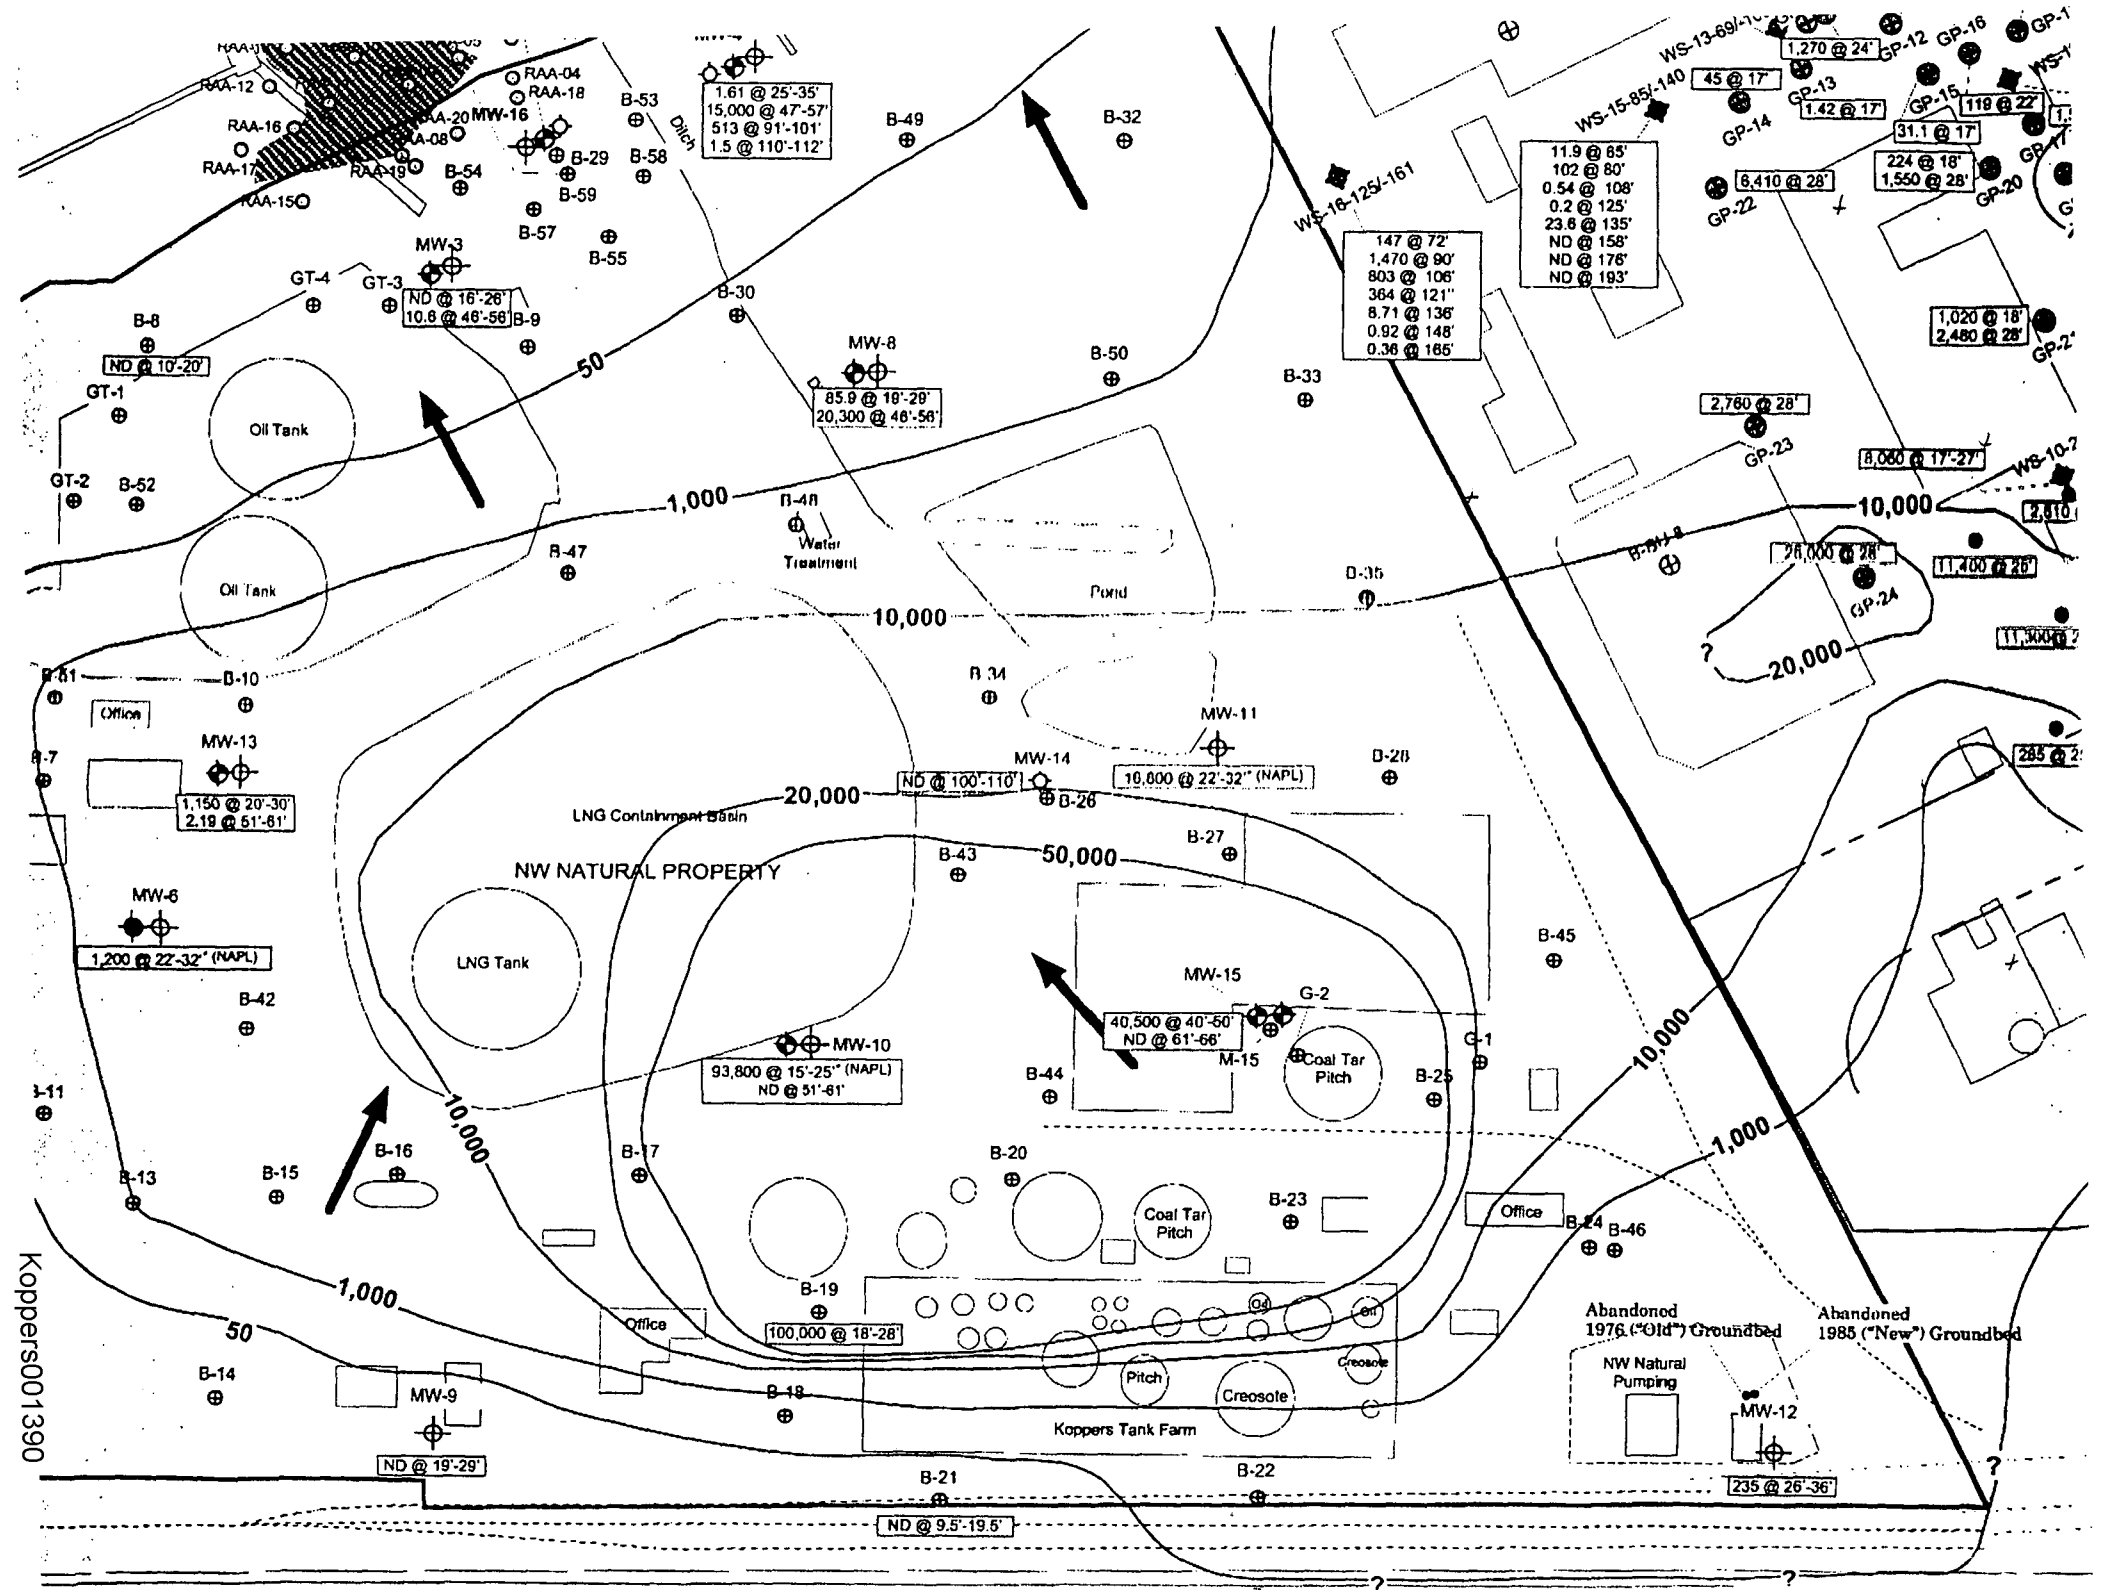 RAA-12
RAA-16
RAA-17
RAA-15
RAA-19
RAA-04
RAA-18
MW-16
B-53
B-29
B-58
B-54
B-59
B-57
B-55
Ditch
1.61 @ 25'-35'
15,000 @ 47'-57'
513 @ 91'-101'
1.5 @ 110'-112'
B-49
B-32
WS-16-125/-161
147 @ 72'
1,470 @ 90'
803 @ 106'
364 @ 121"
8.71 @ 136'
0.92 @ 148'
0.36 @ 165'
WS-15-85/-140
11.9 @ 65'
102 @ 80'
0.54 @ 108'
0.2 @ 125'
23.6 @ 135'
ND @ 158'
ND @ 176'
ND @ 193'
1,270 @ 24'
GP-12
GP-16
45 @ 17'
GP-13
GP-14
1.42 @ 17'
GP-15
119 @ 22'
31.1 @ 17'
224 @ 18'
1,550 @ 28'
GP-20
6,410 @ 28'
GP-22
1,020 @ 18'
2,480 @ 28'
2,760 @ 28'
GP-23
8,060 @ 17'-27'
10,000
26,000 @ 28'
GP-24
11,400 @ 25'
20,000
?
MW-3
GT-4
GT-3
ND @ 16'-26'
10.6 @ 46'-56'
B-9
B-8
ND @ 10'-20'
GT-1
GT-2
B-52
Oil Tank
Oil Tank
50
B-30
MW-8
85.9 @ 19'-29'
20,300 @ 46'-56'
B-50
B-33
1,000
B-48
Water
Treatment
B-47
Pond
B-35
10,000
B-51
B-10
Office
MW-13
1,150 @ 20'-30'
2.19 @ 51'-61'
B-34
MW-11
16,800 @ 22'-32'* (NAPL)
MW-14
ND @ 100'-110'
B-26
B-28
20,000
LNG Containment Basin
NW NATURAL PROPERTY
50,000
B-27
B-43
MW-6
1,200 @ 22'-32'* (NAPL)
B-42
LNG Tank
B-45
MW-15
G-2
40,500 @ 40'-50'
ND @ 61'-66'
M-15
Coal Tar
Pitch
G-1
B-25
MW-10
93,800 @ 15'-25'* (NAPL)
ND @ 51'-61'
B-44
10,000
10,000
1,000
B-13
B-15
B-16
B-17
B-20
Coal Tar
Pitch
B-23
Office
B-24
B-46
1,000
50
B-19
100,000 @ 18'-28'
Office
Oil
Creosote
Pitch
Creosote
Koppers Tank Farm
B-14
MW-9
ND @ 19'-29'
B-18
B-21
ND @ 9.5'-19.5'
B-22
Abandoned
1976 ("Old") Groundbed
Abandoned
1985 ("New") Groundbed
NW Natural
Pumping
MW-12
235 @ 26'-36'
?
?
?
Koppers001390